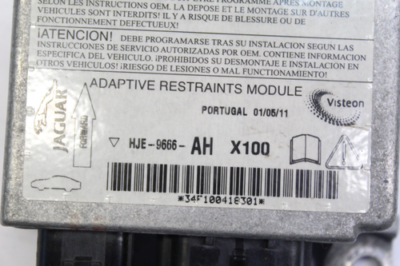 SELON LES INSTRUCTIONS OEM. LA DEPOSE ET LE MONTAGE SUR D'AUTRES
VEHICULES SONT INTERDITS! IL Y A RISQUE DE BLESSURE OU DE
¡ATENCION! DEBE PROGRAMARSE TRAS SU INSTALACION SEGUN LAS
INSTRUCCIONES DE SERVICIO AUTORIZADAS POR OEM. CONTIENE INFORMACION
ESPECIFICA DEL VEHICULO. ¡PROHIBIDOS SU DESMONTAJE E INSTALACION EN
OTROS VEHICULOS! ¡RIESGO DE LESIONES O MAL FUNCIONAMIENTO!
ADAPTIVE RESTRAINTS MODULE
PORTUGAL 01/05/11
Visteon
JAGUAR
FORWARD
HJE-9666-AH X100
*34F100418301*